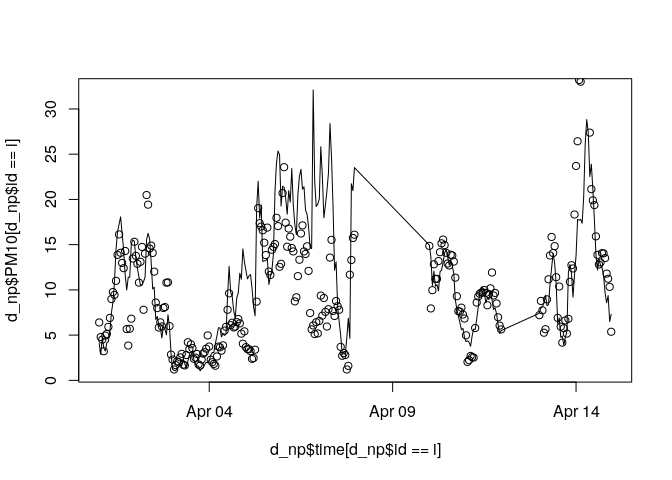 30
25
20
15
10
5
0
d_np$PM10[d_np$id == i]
Apr 04 Apr 09 Apr 14
d_np$time[d_np$id == i]